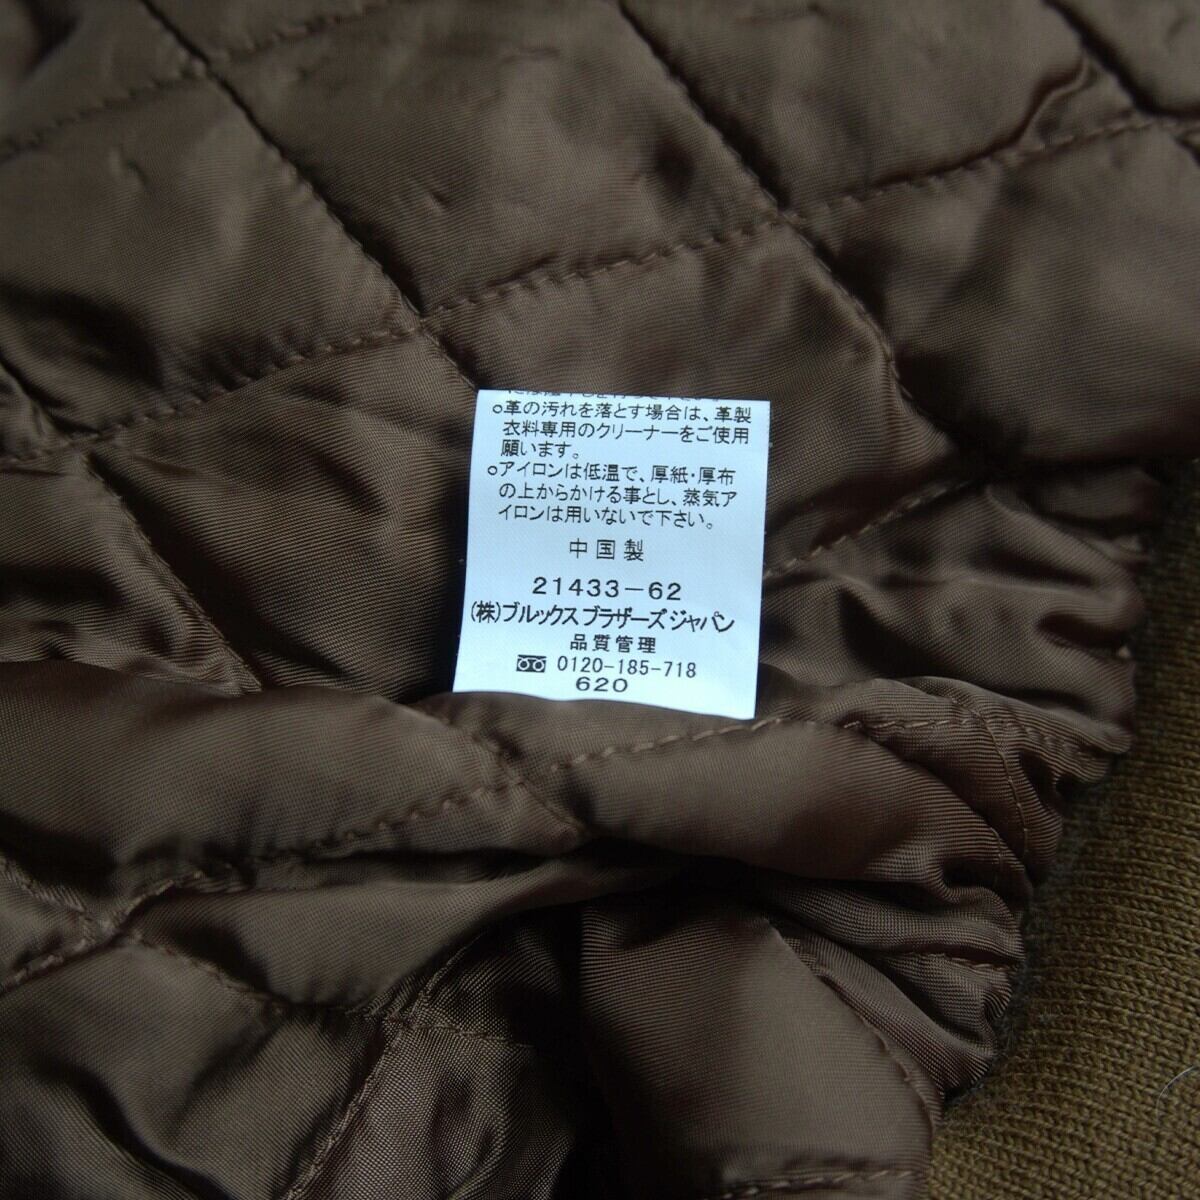 ○革の汚れを落とす場合は、革製
衣料専用のクリーナーをご使用
願います。
○アイロンは低温で、厚紙・厚布
の上からかける事とし、蒸気ア
イロンは用いないで下さい。
中国製
21433-62
(株)ブルックス ブラザーズ ジャパン
品質管理
0120-185-718
620